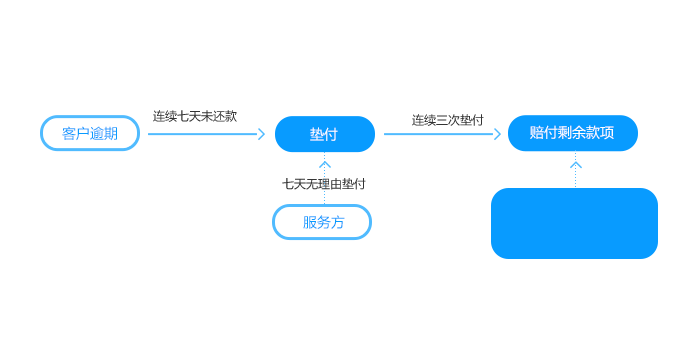 连续七天未还款
连续三次垫付
客户逾期
垫付
赔付剩余款项
七天无理由垫付
服务方